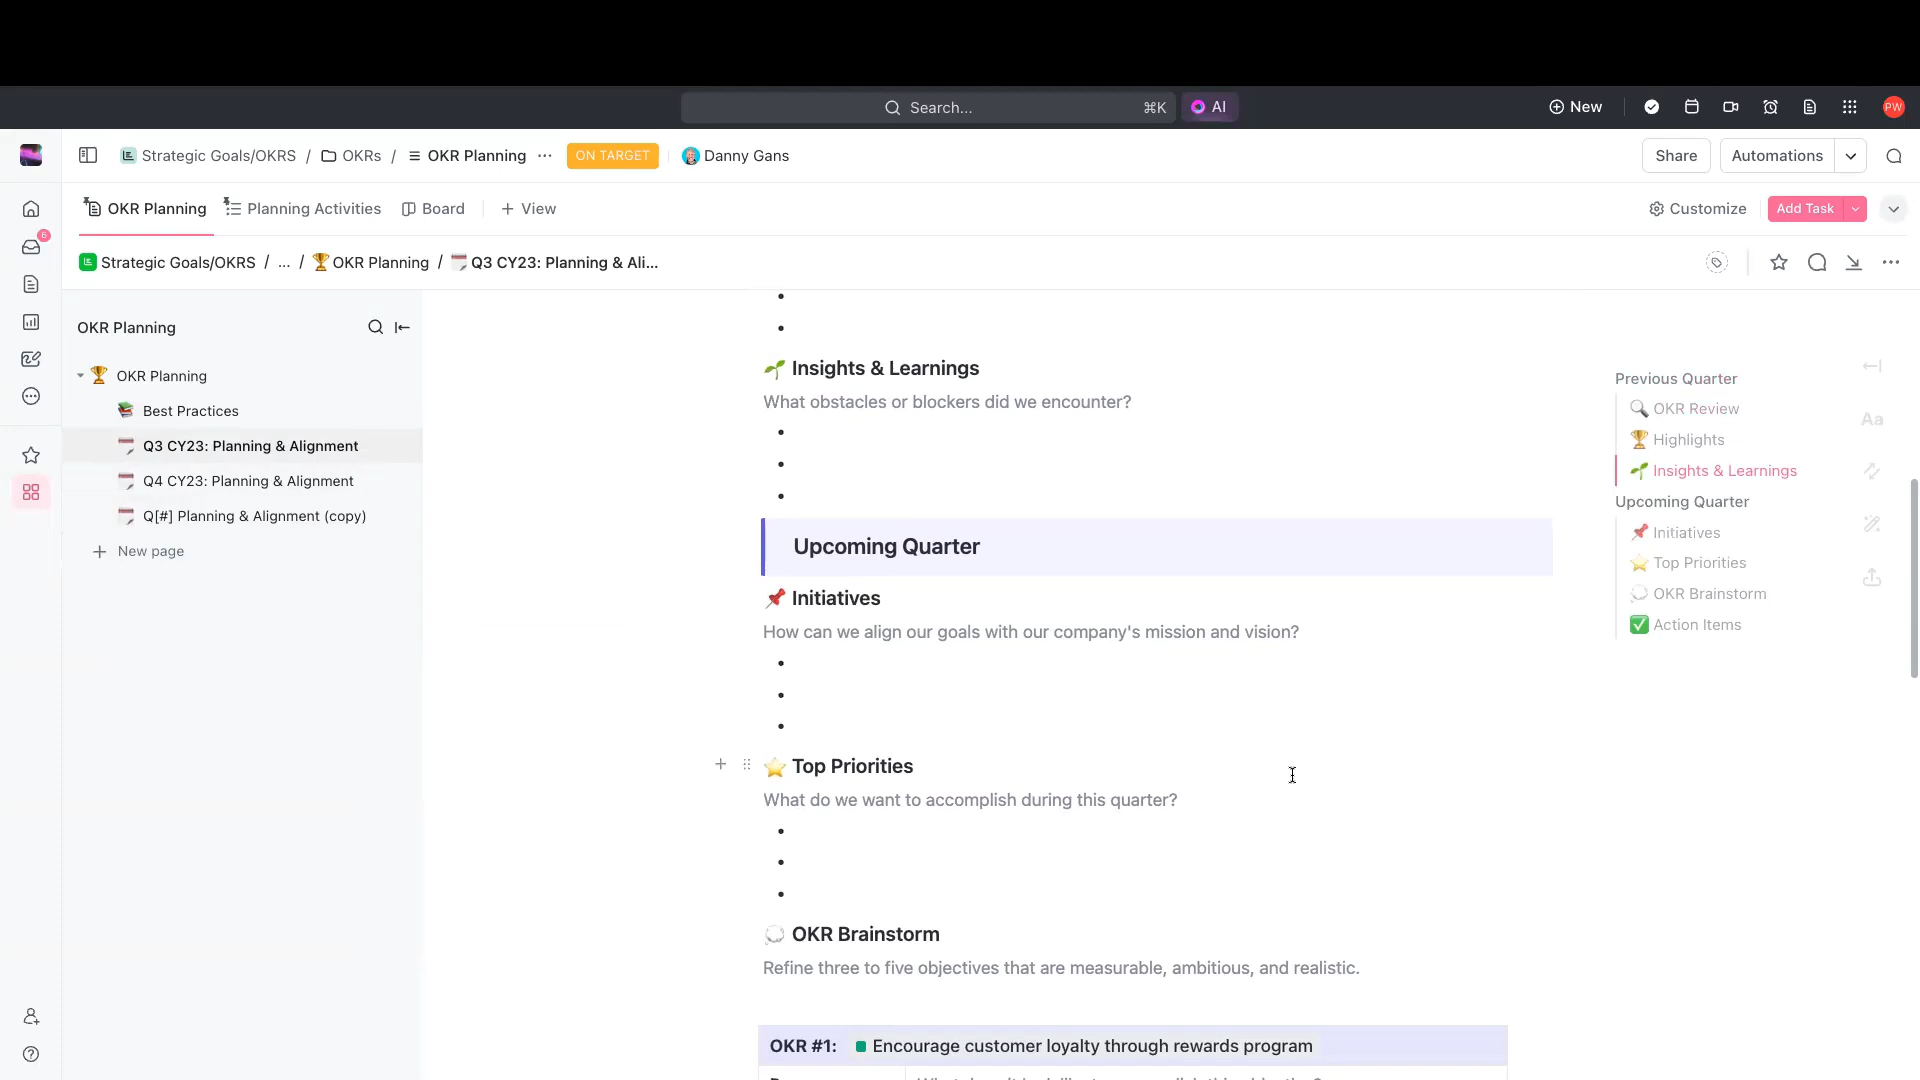 Search... ⌘K AI New PW
Strategic Goals/OKRS / OKRs / OKR Planning ... ON TARGET Danny Gans Share Automations
OKR Planning Planning Activities Board + View Customize Add Task
6
Strategic Goals/OKRS / ... / OKR Planning / Q3 CY23: Planning & Ali...
OKR Planning
OKR Planning
Best Practices
Q3 CY23: Planning & Alignment
Q4 CY23: Planning & Alignment
Q[#] Planning & Alignment (copy)
+ New page
Insights & Learnings
What obstacles or blockers did we encounter?
Upcoming Quarter
Initiatives
How can we align our goals with our company's mission and vision?
Top Priorities
What do we want to accomplish during this quarter?
OKR Brainstorm
Refine three to five objectives that are measurable, ambitious, and realistic.
OKR #1: Encourage customer loyalty through rewards program
Previous Quarter
OKR Review
Highlights
Insights & Learnings
Upcoming Quarter
Initiatives
Top Priorities
OKR Brainstorm
Action Items
Aa